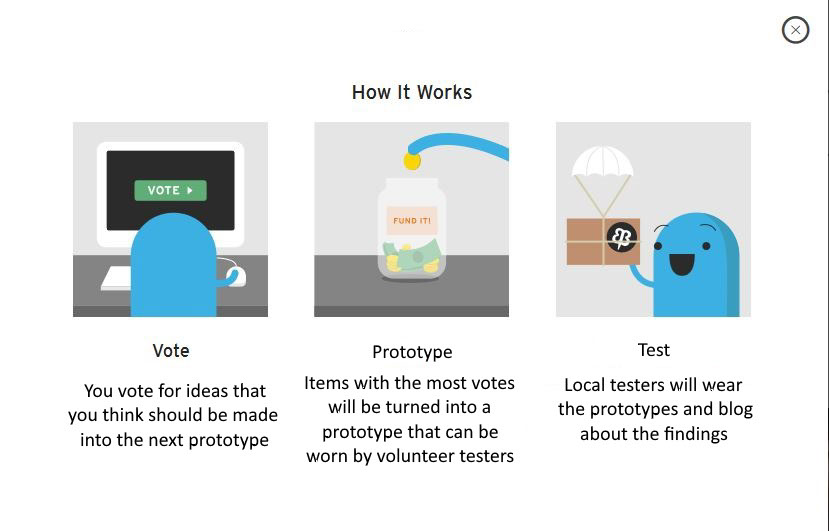 How It Works
VOTE
FUND IT!
Vote
You vote for ideas that
you think should be made
into the next prototype
Prototype
Items with the most votes
will be turned into a
prototype that can be
worn by volunteer testers
Test
Local testers will wear
the prototypes and blog
about the findings